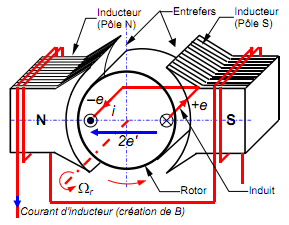 Inducteur
(Pôle N)
Entrefers
Inducteur
(Pôle S)
–e
i
+e
N
S
2e'
Ωr
Rotor
Induit
Courant d'inducteur (création de B)